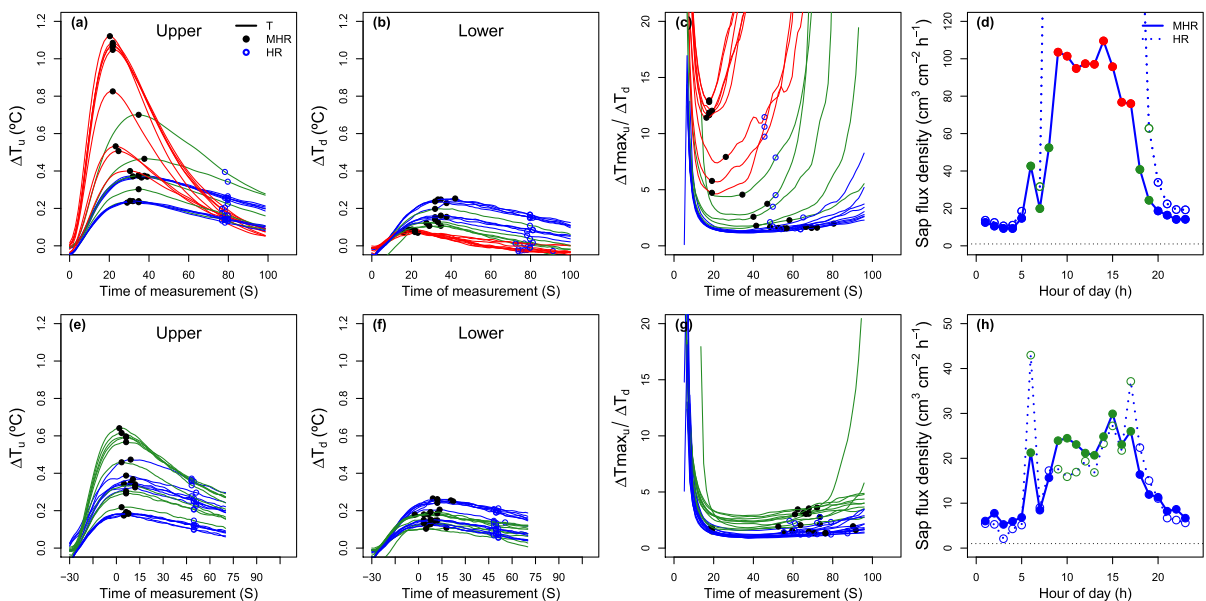 (a) Upper
T
MHR
HR
ΔTu (ºC)
0.0 0.2 0.4 0.6 0.8 1.0 1.2
0 20 40 60 80 100
Time of measurement (S)
(b) Lower
ΔTd (ºC)
0.0 0.2 0.4 0.6 0.8 1.0 1.2
0 20 40 60 80 100
Time of measurement (S)
(c)
ΔTmaxu/ ΔTd
0 5 10 15 20
0 20 40 60 80 100
Time of measurement (S)
(d)
MHR
HR
Sap flux density (cm3 cm−2 h−1)
0 20 40 60 80 100 120
0 5 10 15 20
Hour of day (h)
(e) Upper
ΔTu (ºC)
0.0 0.2 0.4 0.6 0.8 1.0 1.2
−30 0 15 30 45 60 75 90
Time of measurement (S)
(f) Lower
ΔTd (ºC)
0.0 0.2 0.4 0.6 0.8 1.0 1.2
−30 0 15 30 45 60 75 90
Time of measurement (S)
(g)
ΔTmaxu/ ΔTd
0 5 10 15 20
0 20 40 60 80 100
Time of measurement (S)
(h)
Sap flux density (cm3 cm−2 h−1)
0 10 20 30 40 50
0 5 10 15 20
Hour of day (h)